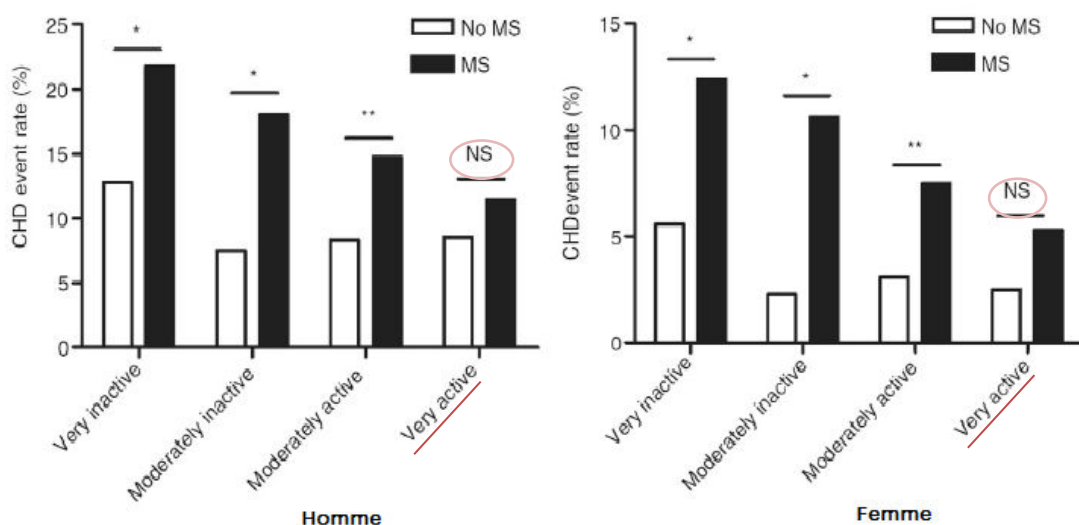 CHD event rate (%)
25
20
15
10
5
0
No MS
MS
*
*
**
NS
Very inactive
Moderately inactive
Moderately active
Very active
Homme
CHDevent rate (%)
15
10
5
0
No MS
MS
*
*
**
NS
Very inactive
Moderately inactive
Moderately active
Very active
Femme